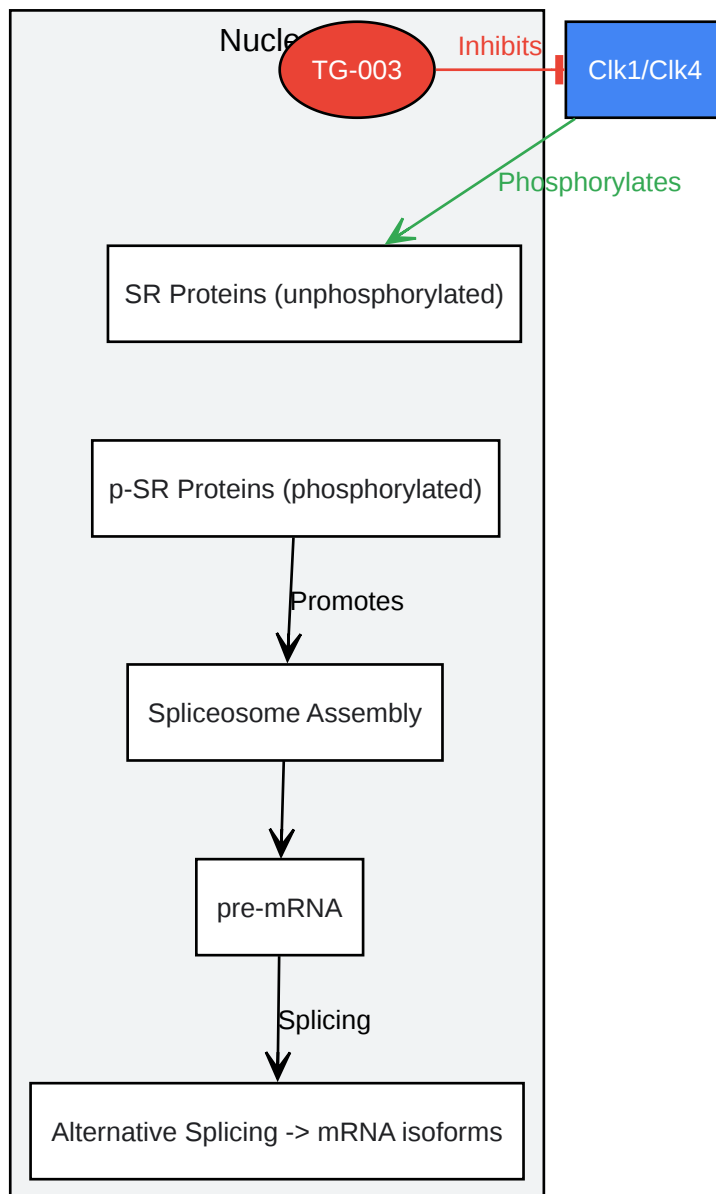 Nucle
TG-003
Inhibits
Clk1/Clk4
Phosphorylates
SR Proteins (unphosphorylated)
p-SR Proteins (phosphorylated)
Promotes
Spliceosome Assembly
pre-mRNA
Splicing
Alternative Splicing -> mRNA isoforms